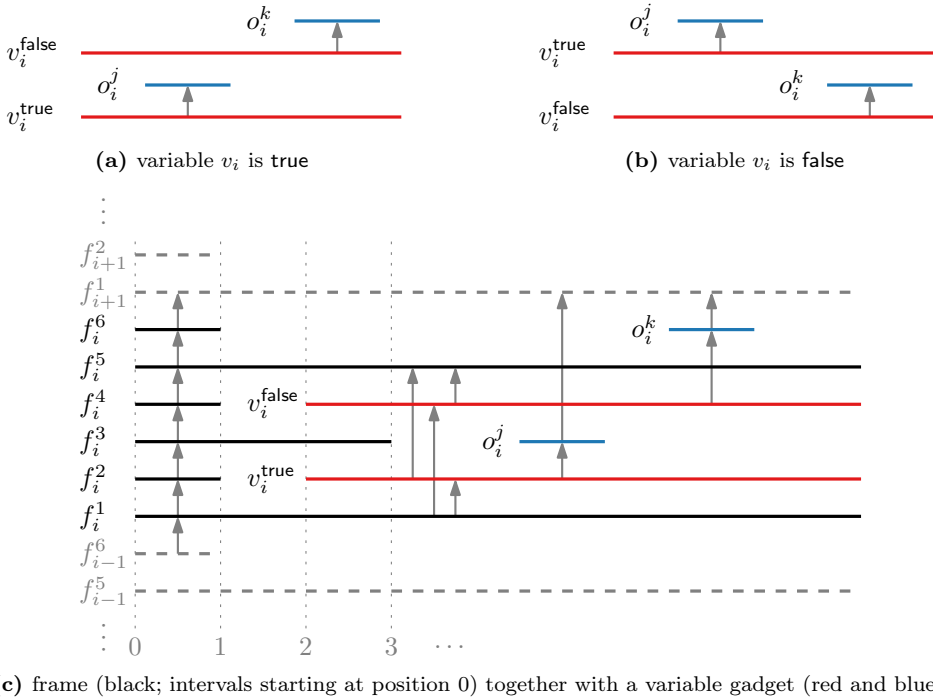 o_i^k
v_i^false
o_i^j
v_i^true
(a) variable v_i is true
o_i^j
v_i^true
o_i^k
v_i^false
(b) variable v_i is false
⋮
f_{i+1}^2
f_{i+1}^1
f_i^6
o_i^k
f_i^5
f_i^4
v_i^false
f_i^3
o_i^j
f_i^2
v_i^true
f_i^1
f_{i−1}^6
f_{i−1}^5
⋮
0 1 2 3 ⋯
c) frame (black; intervals starting at position 0) together with a variable gadget (red and blue